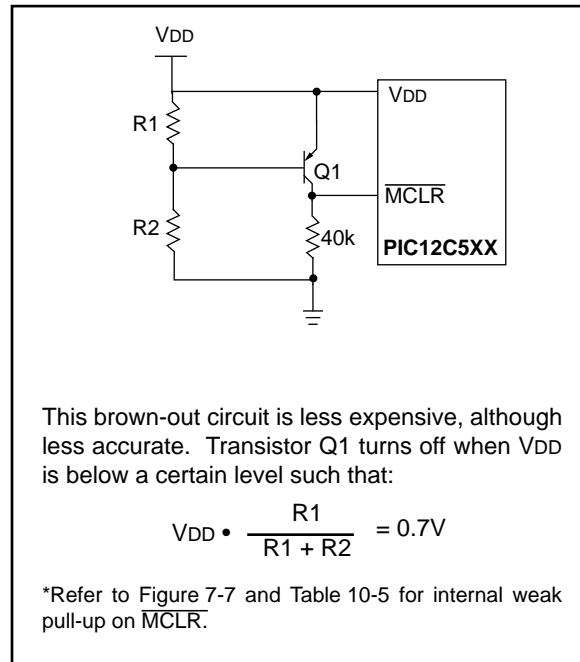 VDD
VDD
R1
Q1
MCLR
R2
40k
PIC12C5XX
This brown-out circuit is less expensive, although
less accurate. Transistor Q1 turns off when VDD
is below a certain level such that:
VDD • R1 / R1 + R2 = 0.7V
*Refer to Figure 7-7 and Table 10-5 for internal weak
pull-up on MCLR.